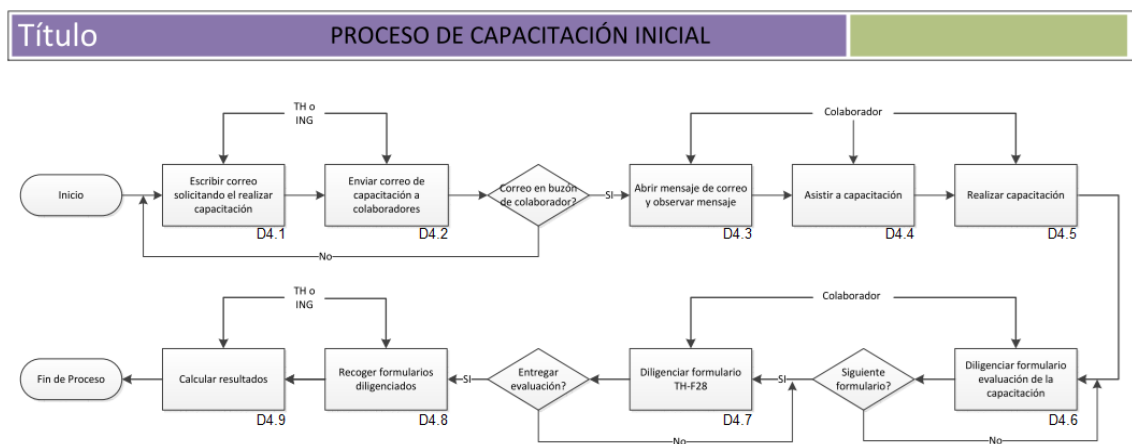 Título
PROCESO DE CAPACITACIÓN INICIAL
TH o
ING
Colaborador
Inicio
Escribir correo
solicitando el realizar
capacitación
D4.1
Enviar correo de
capacitación a
colaboradores
D4.2
Correo en buzón
de colaborador?
SI
No
Abrir mensaje de correo
y observar mensaje
D4.3
Asistir a capacitación
D4.4
Realizar capacitación
D4.5
TH o
ING
Colaborador
Fin de Proceso
Calcular resultados
D4.9
Recoger formularios
diligenciados
D4.8
SI
Entregar
evaluación?
No
Diligenciar formulario
TH-F28
D4.7
SI
Siguiente
formulario?
No
Diligenciar formulario
evaluación de la
capacitación
D4.6